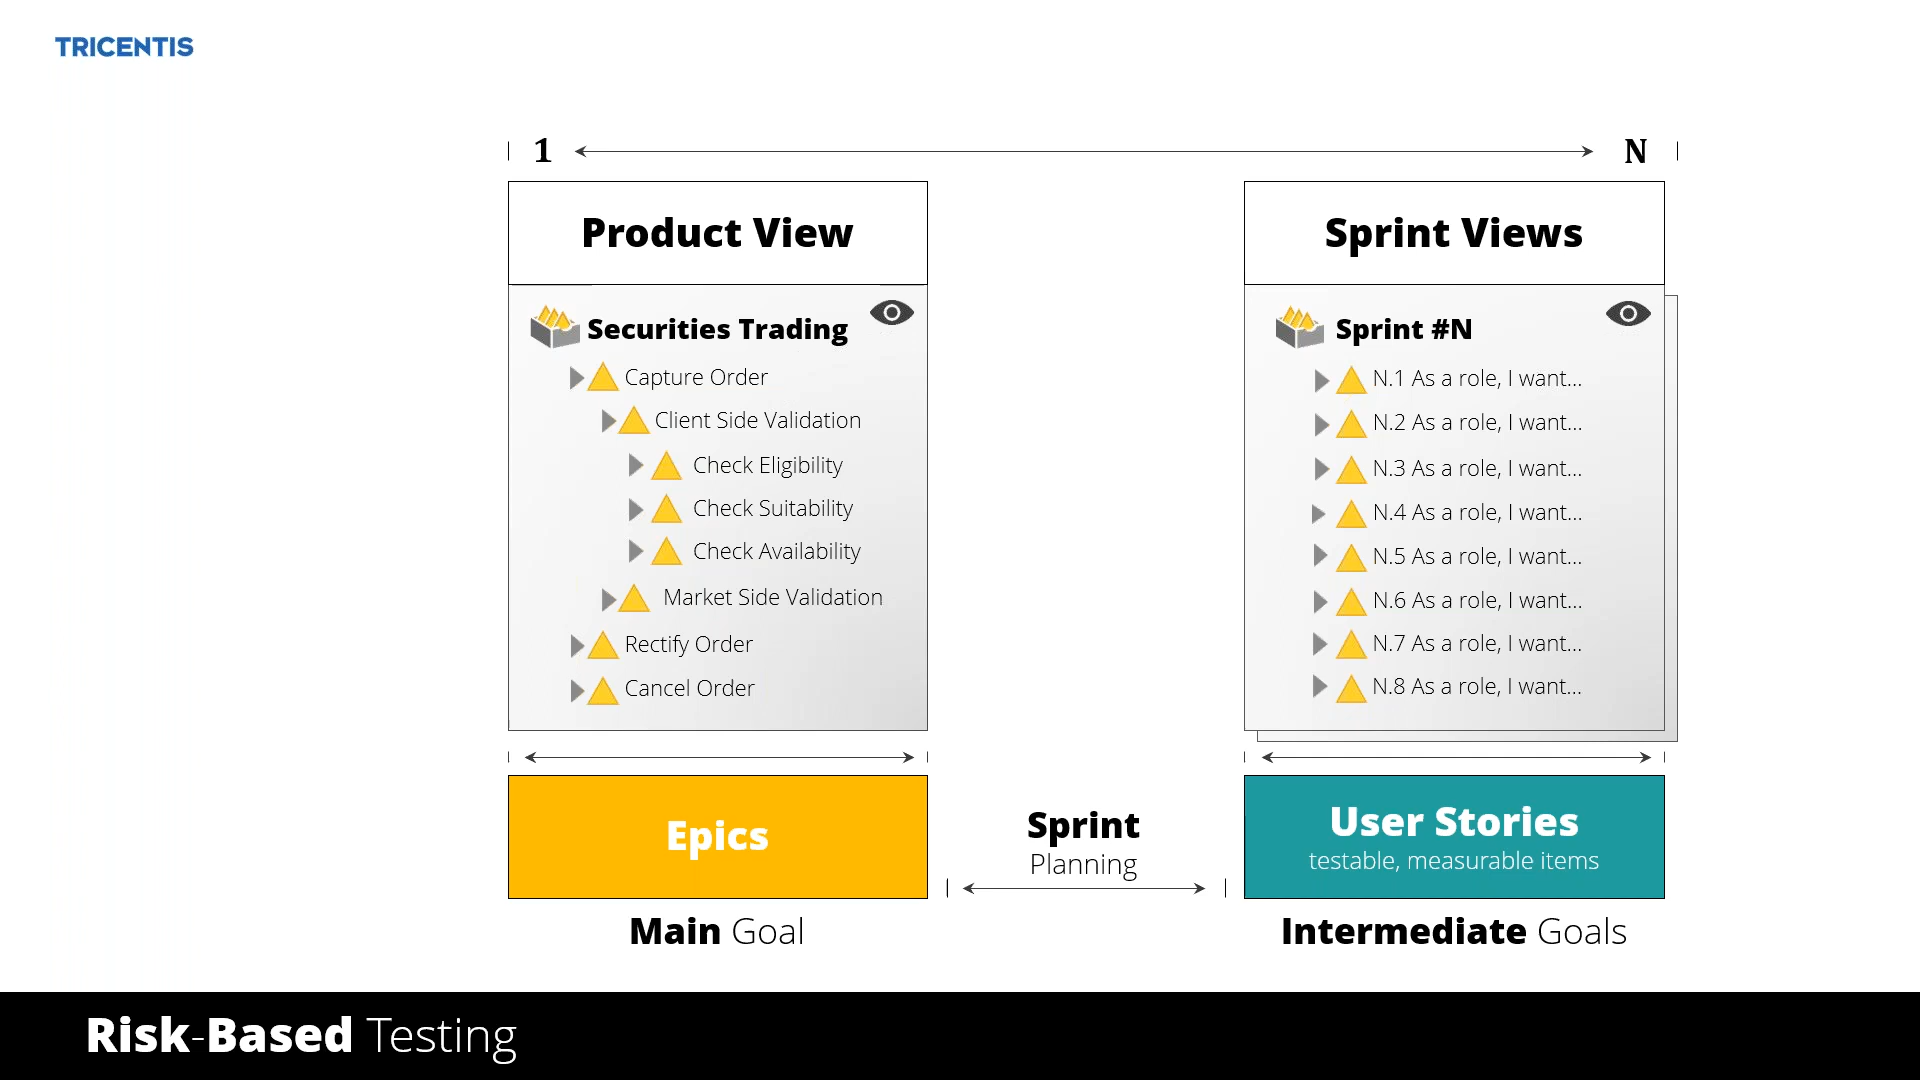 TRICENTIS
1
N
Product View
Securities Trading
Capture Order
Client Side Validation
Check Eligibility
Check Suitability
Check Availability
Market Side Validation
Rectify Order
Cancel Order
Epics
Main Goal
Sprint
Planning
Sprint Views
Sprint #N
N.1 As a role, I want...
N.2 As a role, I want...
N.3 As a role, I want...
N.4 As a role, I want...
N.5 As a role, I want...
N.6 As a role, I want...
N.7 As a role, I want...
N.8 As a role, I want...
User Stories
testable, measurable items
Intermediate Goals
Risk-Based Testing